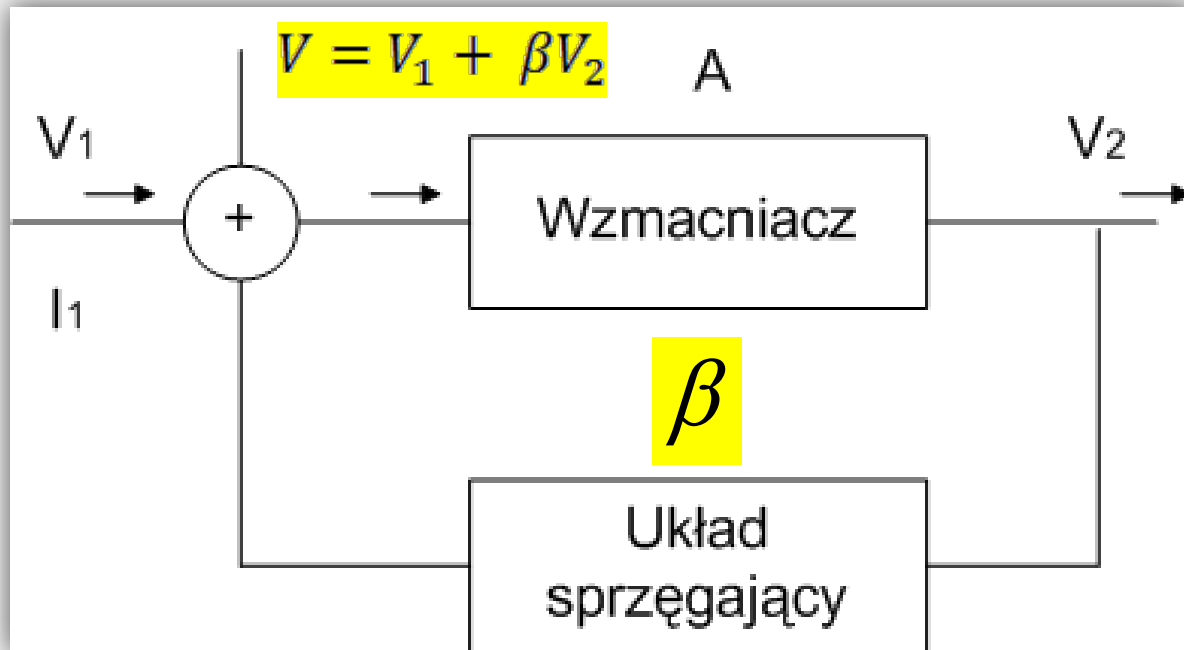 V = V₁ + βV₂
A
V1
V2
+
Wzmacniacz
I1
β
Układ
sprzęgający